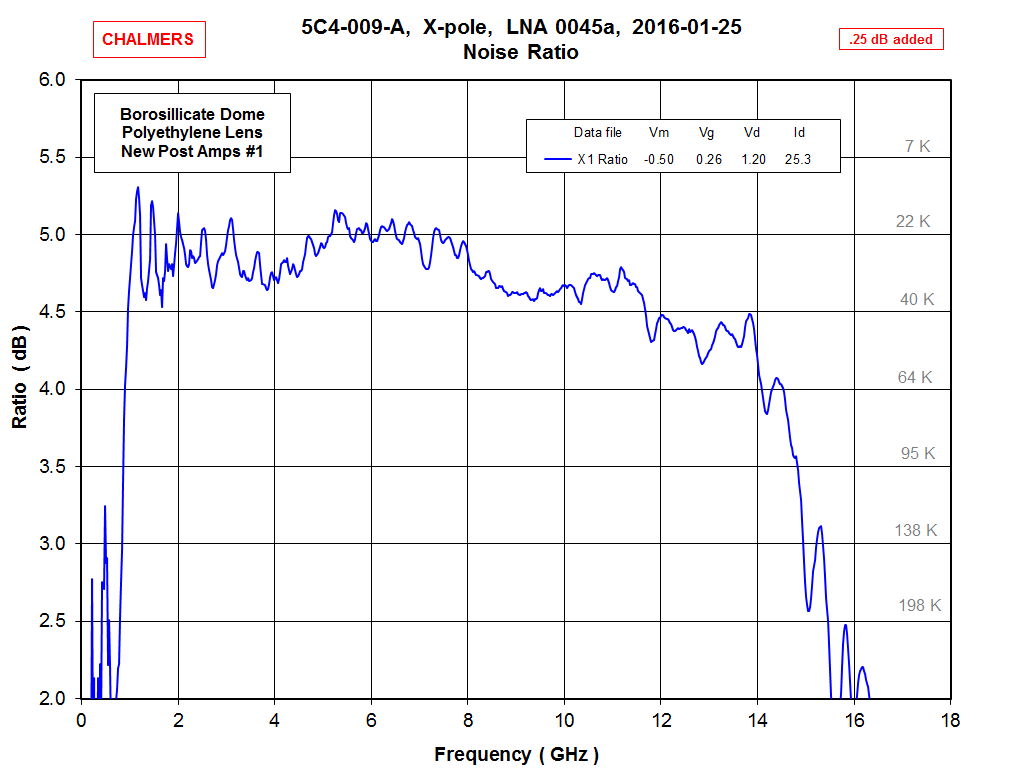 CHALMERS
5C4-009-A, X-pole, LNA 0045a, 2016-01-25
Noise Ratio
.25 dB added
Borosillicate Dome
Polyethylene Lens
New Post Amps #1
Data file Vm Vg Vd Id
X1 Ratio -0.50 0.26 1.20 25.3
6.0
5.5
5.0
4.5
4.0
3.5
3.0
2.5
2.0
Ratio ( dB )
7 K
22 K
40 K
64 K
95 K
138 K
198 K
0 2 4 6 8 10 12 14 16 18
Frequency ( GHz )